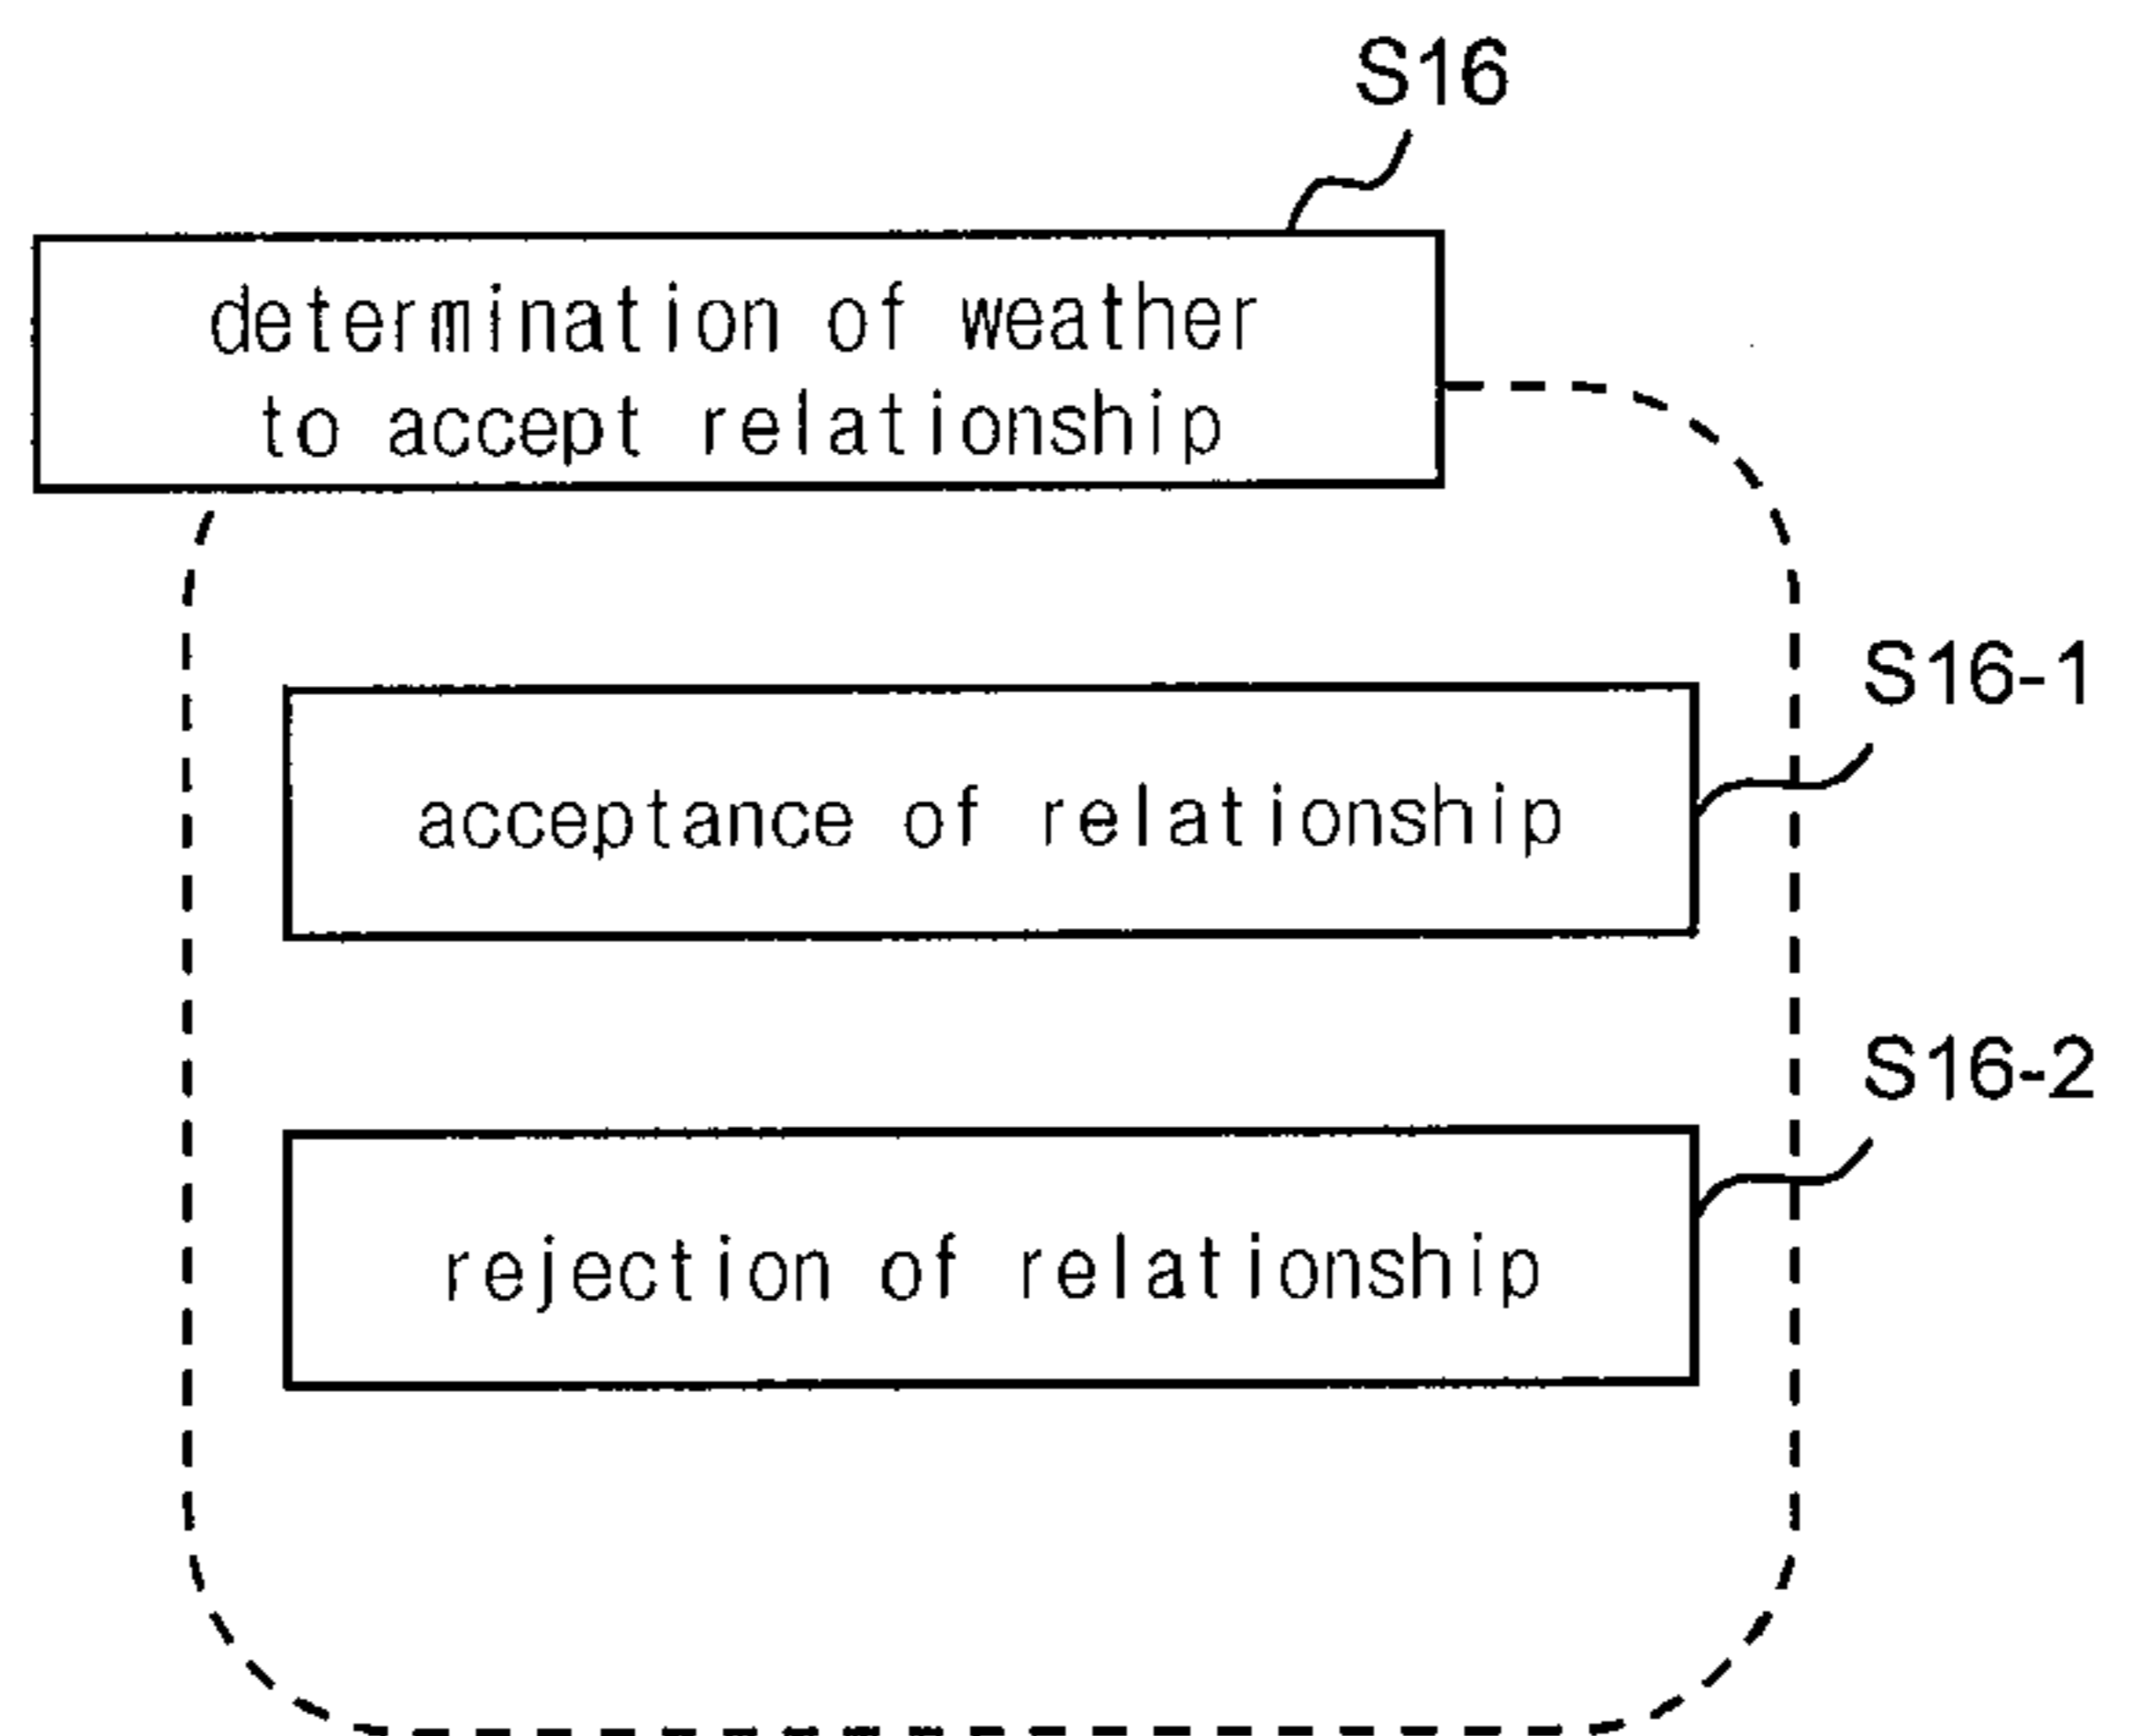 S16
determination of weather
to accept relationship
S16-1
acceptance of relationship
S16-2
rejection of relationship